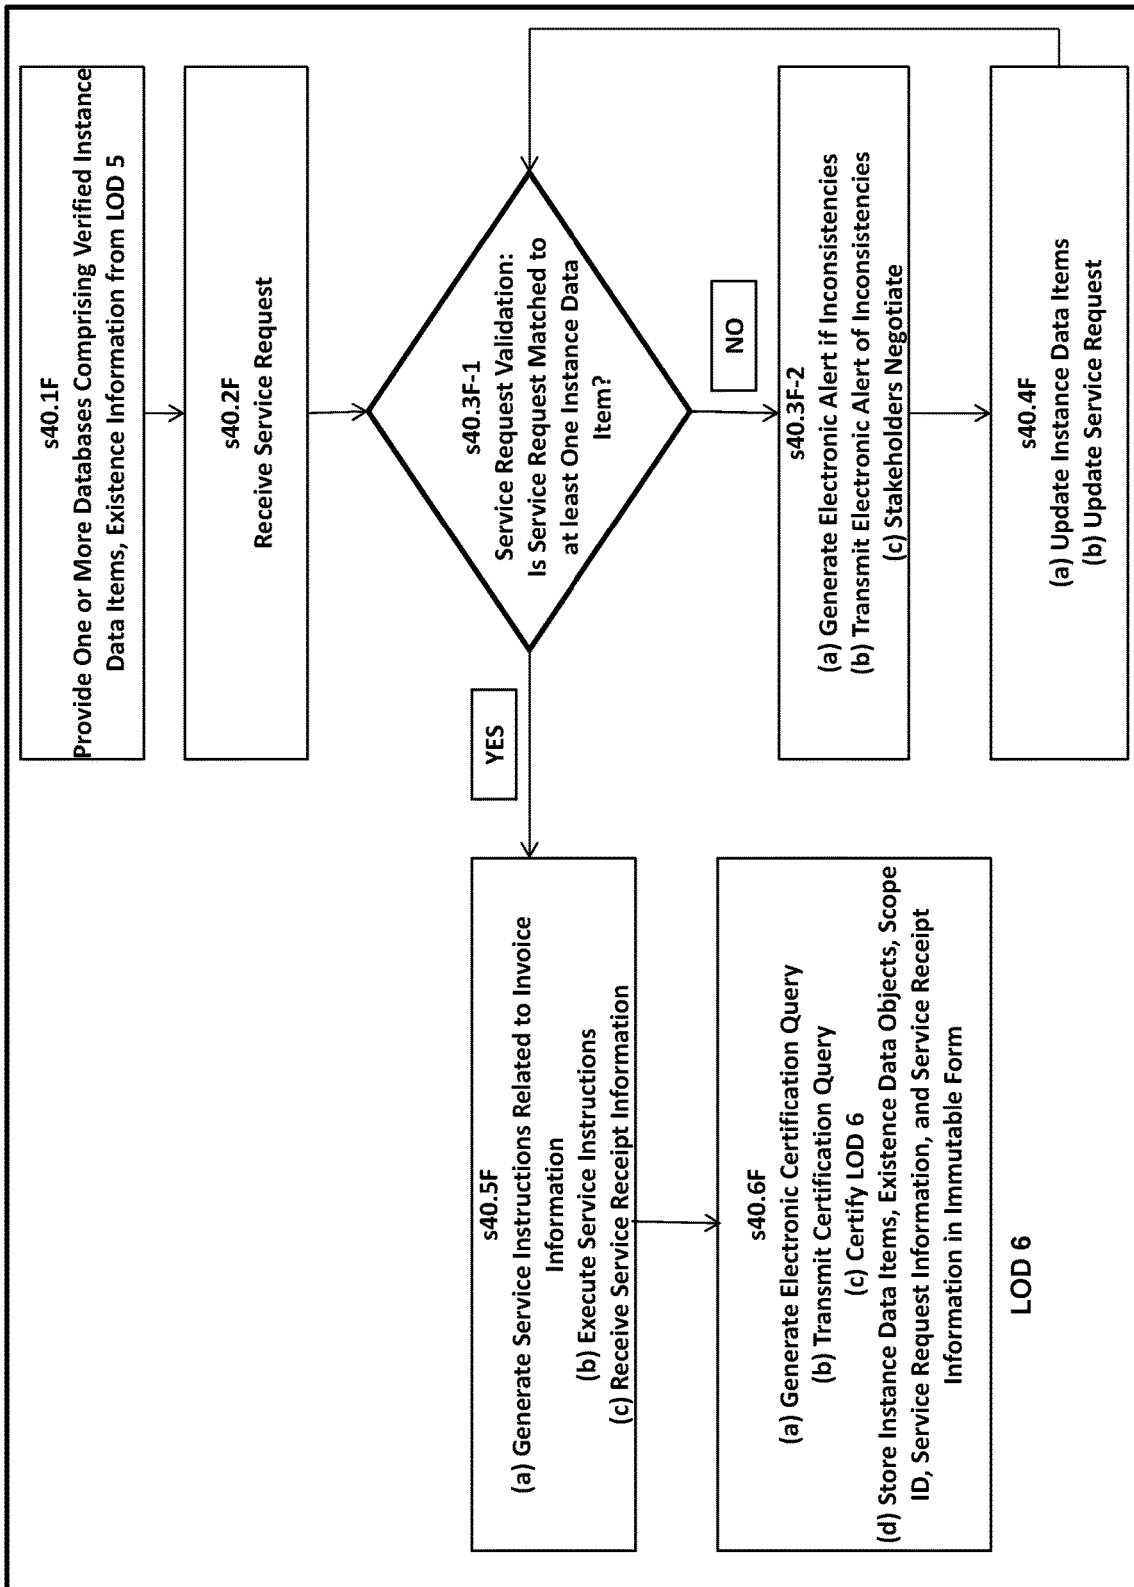 s40.1F
Provide One or More Databases Comprising Verified Instance
Data Items, Existence Information from LOD 5
s40.2F
Receive Service Request
s40.3F-1
Service Request Validation:
Is Service Request Matched to
at least One Instance Data
Item?
NO
s40.3F-2
(a) Generate Electronic Alert if Inconsistencies
(b) Transmit Electronic Alert of Inconsistencies
(c) Stakeholders Negotiate
s40.4F
(a) Update Instance Data Items
(b) Update Service Request
YES
s40.5F
(a) Generate Service Instructions Related to Invoice
Information
(b) Execute Service Instructions
(c) Receive Service Receipt Information
s40.6F
(a) Generate Electronic Certification Query
(b) Transmit Certification Query
(c) Certify LOD 6
(d) Store Instance Data Items, Existence Data Objects, Scope
ID, Service Request Information, and Service Receipt
Information in Immutable Form
LOD 6